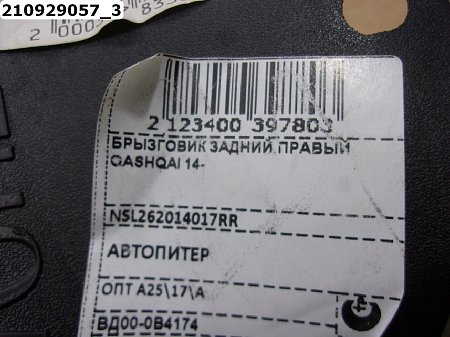 210929057_3
2 123400 397803
БРЫЗГОВИК ЗАДНИЙ ПРАВЫЙ
QASHQAI 14-
NSL262014017RR
АВТОПИТЕР
ОПТ A25\17\A
ВД00-0В4174